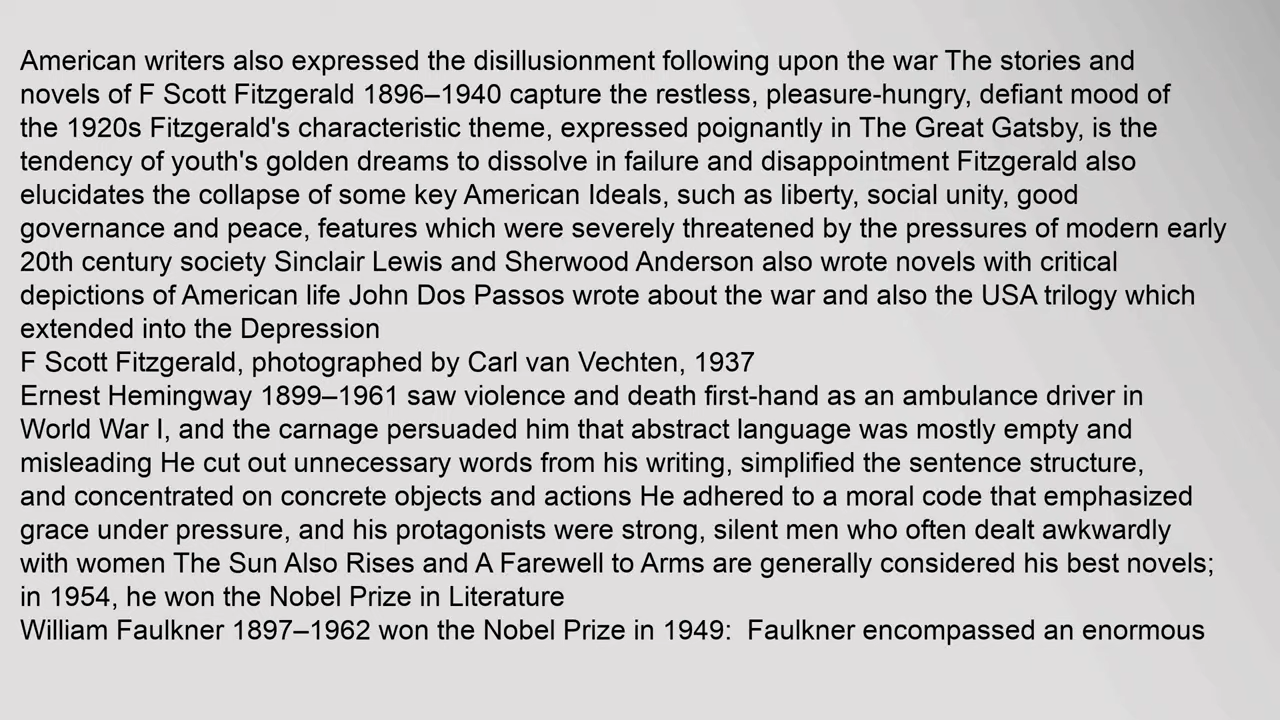 American writers also expressed the disillusionment following upon the war The stories and
novels of F Scott Fitzgerald 1896–1940 capture the restless, pleasure-hungry, defiant mood of
the 1920s Fitzgerald's characteristic theme, expressed poignantly in The Great Gatsby, is the
tendency of youth's golden dreams to dissolve in failure and disappointment Fitzgerald also
elucidates the collapse of some key American Ideals, such as liberty, social unity, good
governance and peace, features which were severely threatened by the pressures of modern early
20th century society Sinclair Lewis and Sherwood Anderson also wrote novels with critical
depictions of American life John Dos Passos wrote about the war and also the USA trilogy which
extended into the Depression
F Scott Fitzgerald, photographed by Carl van Vechten, 1937
Ernest Hemingway 1899–1961 saw violence and death first-hand as an ambulance driver in
World War I, and the carnage persuaded him that abstract language was mostly empty and
misleading He cut out unnecessary words from his writing, simplified the sentence structure,
and concentrated on concrete objects and actions He adhered to a moral code that emphasized
grace under pressure, and his protagonists were strong, silent men who often dealt awkwardly
with women The Sun Also Rises and A Farewell to Arms are generally considered his best novels;
in 1954, he won the Nobel Prize in Literature
William Faulkner 1897–1962 won the Nobel Prize in 1949:  Faulkner encompassed an enormous